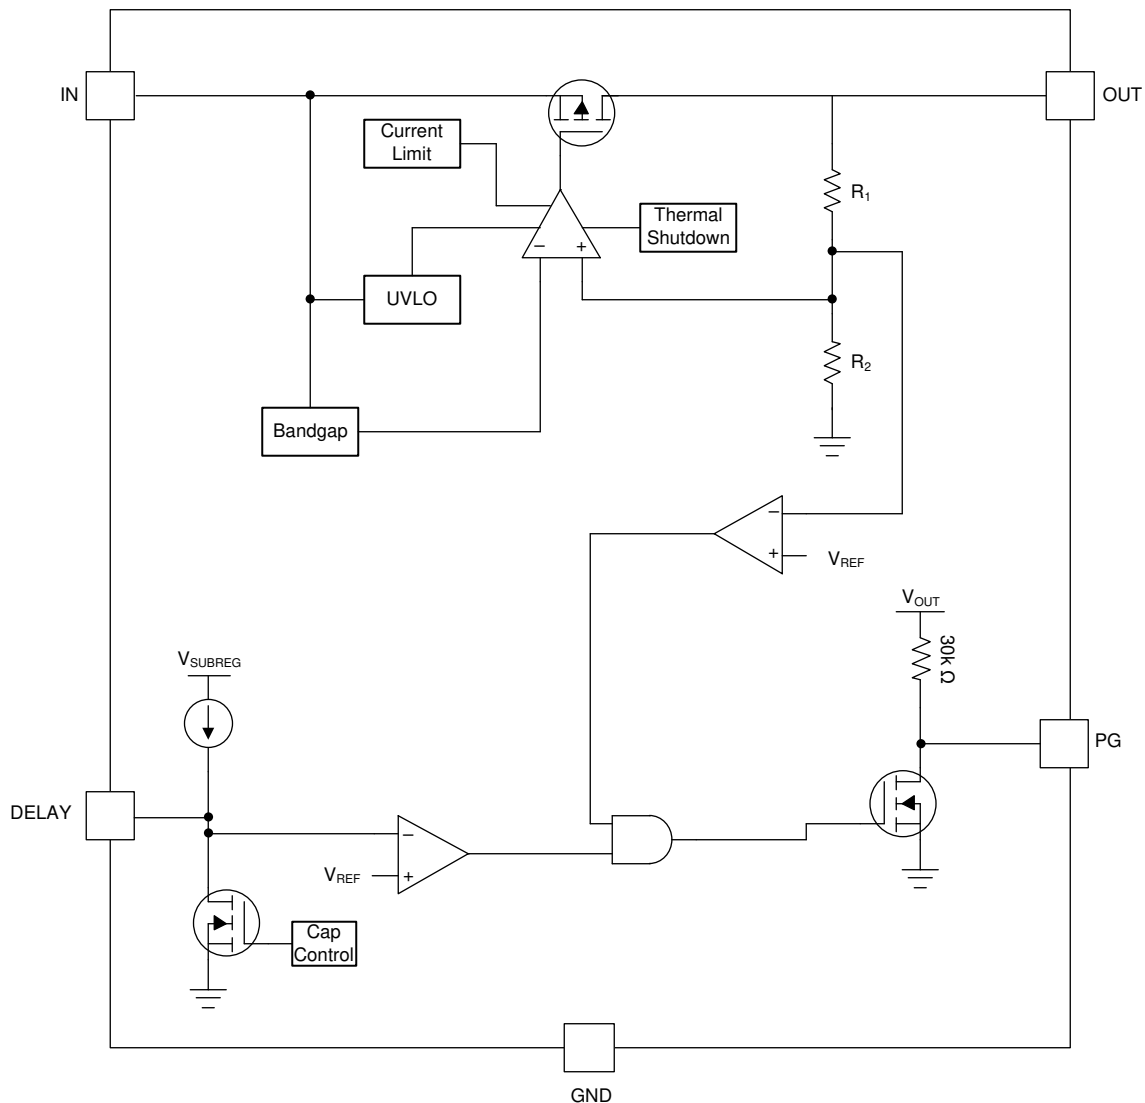 IN
OUT
Current
Limit
R1
Thermal
Shutdown
−
+
UVLO
R2
Bandgap
−
+
VREF
VOUT
30k Ω
VSUBREG
PG
DELAY
−
VREF
+
Cap
Control
GND